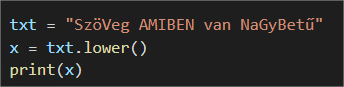 txt = "SzöVeg AMIBEN van NaGyBetű"
x = txt.lower()
print(x)